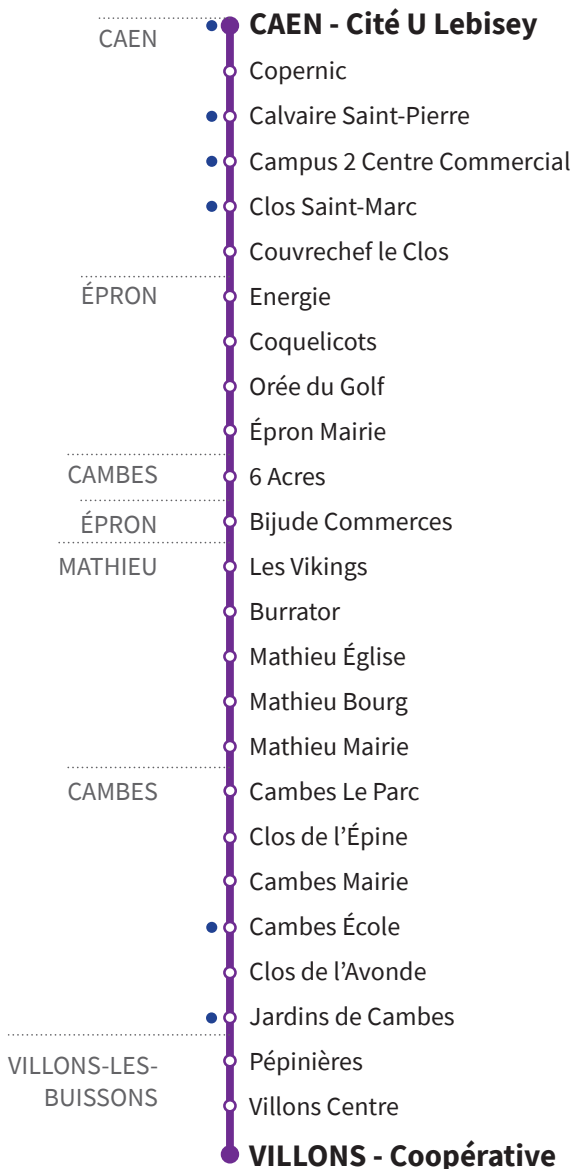 CAEN
CAEN - Cité U Lebisey
Copernic
Calvaire Saint-Pierre
Campus 2 Centre Commercial
Clos Saint-Marc
Couvrechef le Clos
ÉPRON
Energie
Coquelicots
Orée du Golf
Épron Mairie
CAMBES
6 Acres
ÉPRON
Bijude Commerces
MATHIEU
Les Vikings
Burrator
Mathieu Église
Mathieu Bourg
Mathieu Mairie
CAMBES
Cambes Le Parc
Clos de l’Épine
Cambes Mairie
Cambes École
Clos de l’Avonde
Jardins de Cambes
VILLONS-LES-
BUISSONS
Pépinières
Villons Centre
VILLONS - Coopérative